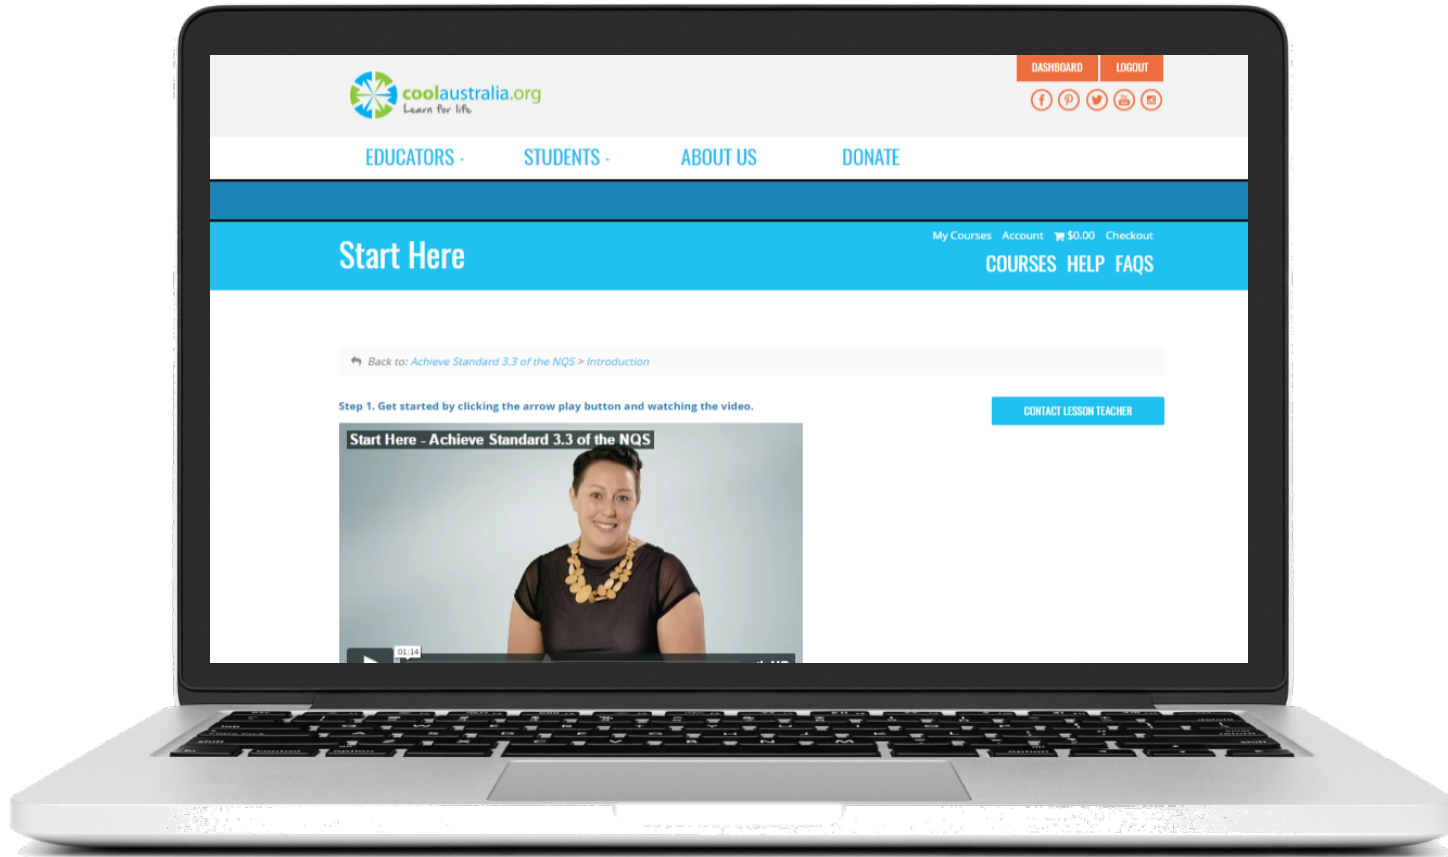 DASHBOARD LOGOUT
coolaustralia.org
Learn for life
EDUCATORS STUDENTS ABOUT US DONATE
My Courses Account $0.00 Checkout
Start Here
COURSES HELP FAQS
Back to: Achieve Standard 3.3 of the NQS > Introduction
Step 1. Get started by clicking the arrow play button and watching the video.
CONTACT LESSON TEACHER
Start Here - Achieve Standard 3.3 of the NQS
01:14